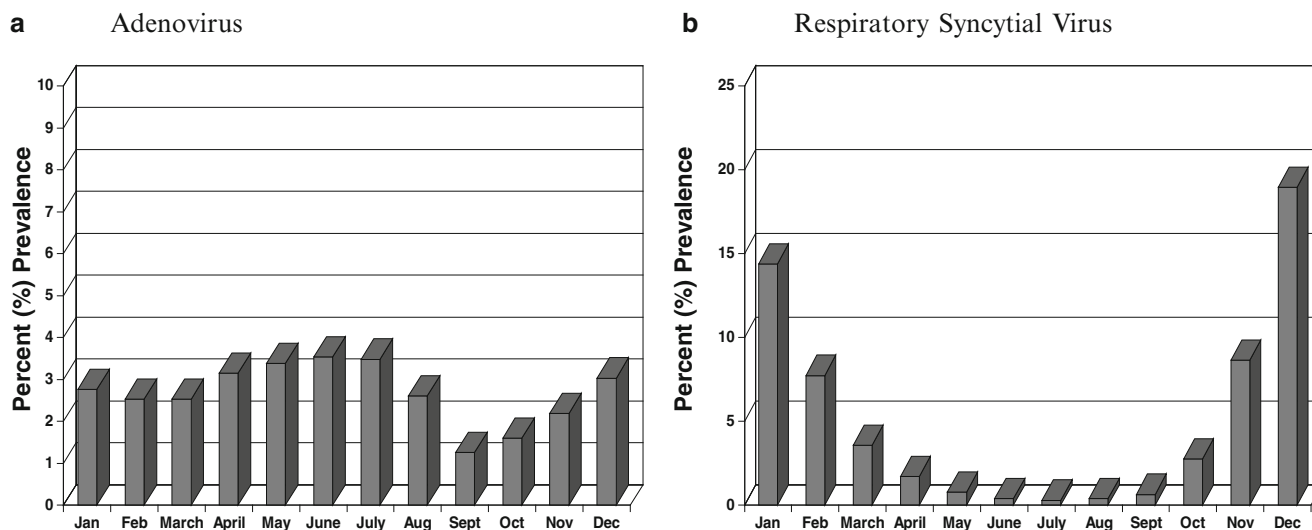 a Adenovirus
Percent (%) Prevalence
10
9
8
7
6
5
4
3
2
1
0
Jan Feb March April May June July Aug Sept Oct Nov Dec
b Respiratory Syncytial Virus
Percent (%) Prevalence
25
20
15
10
5
0
Jan Feb March April May June July Aug Sept Oct Nov Dec